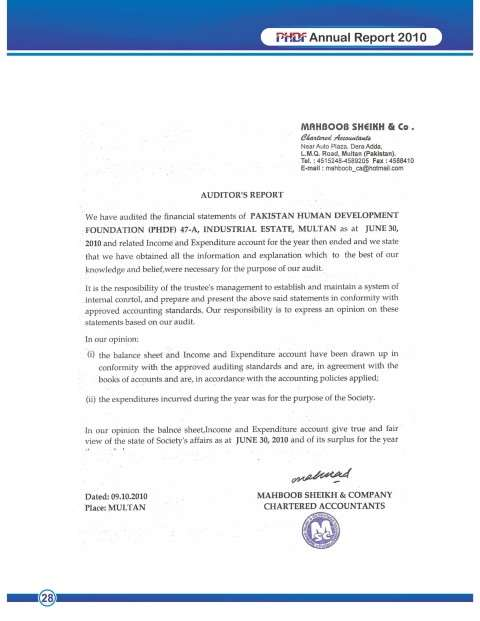 PHDF Annual Report 2010
MAHBOOB SHEIKH & Co .
Chartered Accountants
Near Auto Plaza, Dera Adda,
L.M.Q. Road, Multan (Pakistan).
Tel. : 4515248-4589205 Fax : 4588410
E-mail : mahboob_ca@hotmail.com
AUDITOR'S REPORT
We have audited the financial statements of PAKISTAN HUMAN DEVELOPMENT
FOUNDATION (PHDF) 47-A, INDUSTRIAL ESTATE, MULTAN as at JUNE 30,
2010 and related Income and Expenditure account for the year then ended and we state
that we have obtained all the information and explanation which to the best of our
knowledge and belief,were necessary for the purpose of our audit.
It is the resposibility of the trustee's management to establish and maintain a system of
internal conrtol, and prepare and present the above said statements in conformity with
approved accounting standards. Our responsibility is to express an opinion on these
statements based on our audit.
In our opinion:
(i) the balance sheet and Income and Expenditure account have been drawn up in
conformity with the approved auditing standards and are, in agreement with the
books of accounts and are, in accordance with the accounting policies applied;
(ii) the expenditures incurred during the year was for the purpose of the Society.
In our opinion the balnce sheet,Income and Expenditure account give true and fair
view of the state of Society's affairs as at JUNE 30, 2010 and of its surplus for the year
Dated: 09.10.2010
Place: MULTAN
MAHBOOB SHEIKH & COMPANY
CHARTERED ACCOUNTANTS
28